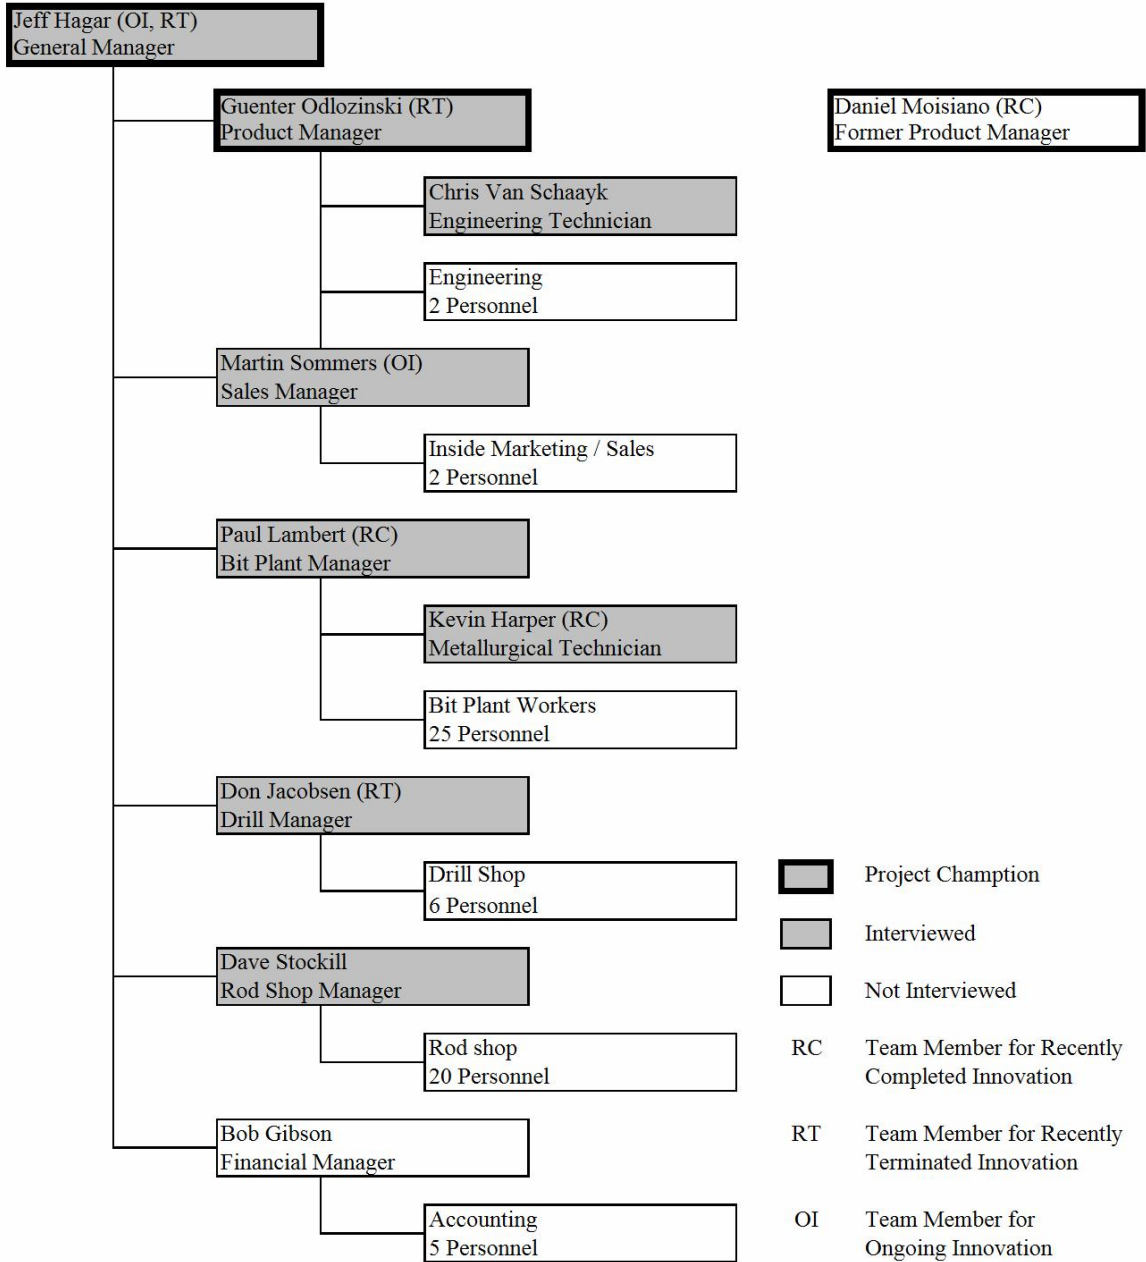 Jeff Hagar (OI, RT)
General Manager
Guenter Odlozinski (RT)
Product Manager
Daniel Moisiano (RC)
Former Product Manager
Chris Van Schaayk
Engineering Technician
Engineering
2 Personnel
Martin Sommers (OI)
Sales Manager
Inside Marketing / Sales
2 Personnel
Paul Lambert (RC)
Bit Plant Manager
Kevin Harper (RC)
Metallurgical Technician
Bit Plant Workers
25 Personnel
Don Jacobsen (RT)
Drill Manager
Drill Shop
6 Personnel
Dave Stockill
Rod Shop Manager
Rod shop
20 Personnel
Bob Gibson
Financial Manager
Accounting
5 Personnel
Project Chamption
Interviewed
Not Interviewed
RC Team Member for Recently
Completed Innovation
RT Team Member for Recently
Terminated Innovation
OI Team Member for
Ongoing Innovation